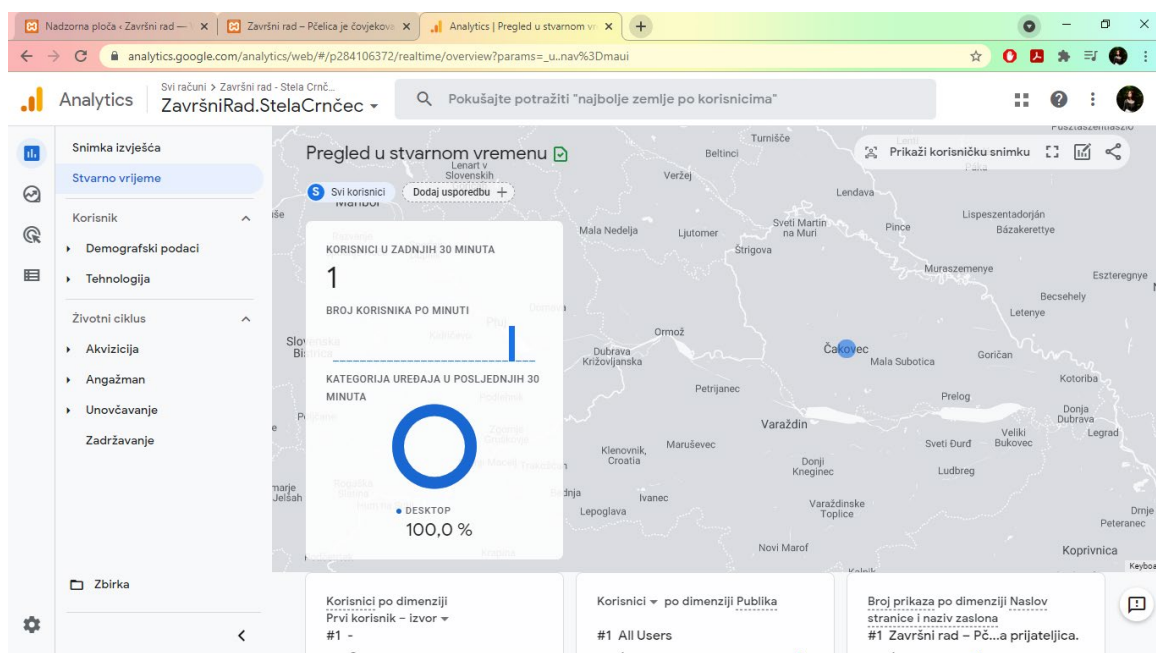 Nadzorna ploča ‹ Završni rad —
Završni rad – Pčelica je čovjekova
Analytics | Pregled u stvarnom vr
analytics.google.com/analytics/web/#/p284106372/realtime/overview?params=_u..nav%3Dmaui
Analytics
Svi računi > Završni rad - Stela Crnč...
ZavršniRad.StelaCrnčec
Pokušajte potražiti "najbolje zemlje po korisnicima"
Snimka izvješća
Stvarno vrijeme
Korisnik
Demografski podaci
Tehnologija
Životni ciklus
Akvizicija
Angažman
Unovčavanje
Zadržavanje
Zbirka
Pregled u stvarnom vremenu
Prikaži korisničku snimku
S Svi korisnici
Dodaj usporedbu +
KORISNICI U ZADNJIH 30 MINUTA
1
BROJ KORISNIKA PO MINUTI
KATEGORIJA UREĐAJA U POSLJEDNJIH 30
MINUTA
DESKTOP
100,0 %
Lenart v
Slovenskih
Maribor
Turnišče
Beltinci
Veržej
Lendava
Mala Nedelja
Ljutomer
Sveti Martin
na Muri
Štrigova
Pince
Lispeszentadorján
Bázakerettye
Muraszemenye
Eszteregnye
Becsehely
Letenye
Ormož
Dubrava
Križovljanska
Čakovec
Mala Subotica
Goričan
Kotoriba
Petrijanec
Prelog
Donja
Dubrava
Varaždin
Veliki
Bukovec
Legrad
Sveti Đurđ
Klenovnik,
Croatia
Maruševec
Donji
Kneginec
Ludbreg
Ivanec
Lepoglava
Varaždinske
Toplice
Drnje
Peteranec
Novi Marof
Koprivnica
Kalnik
Keyboa
Korisnici po dimenziji
Prvi korisnik – izvor
#1 -
Korisnici po dimenziji Publika
#1 All Users
Broj prikaza po dimenziji Naslov
stranice i naziv zaslona
#1 Završni rad – Pč...a prijateljica.